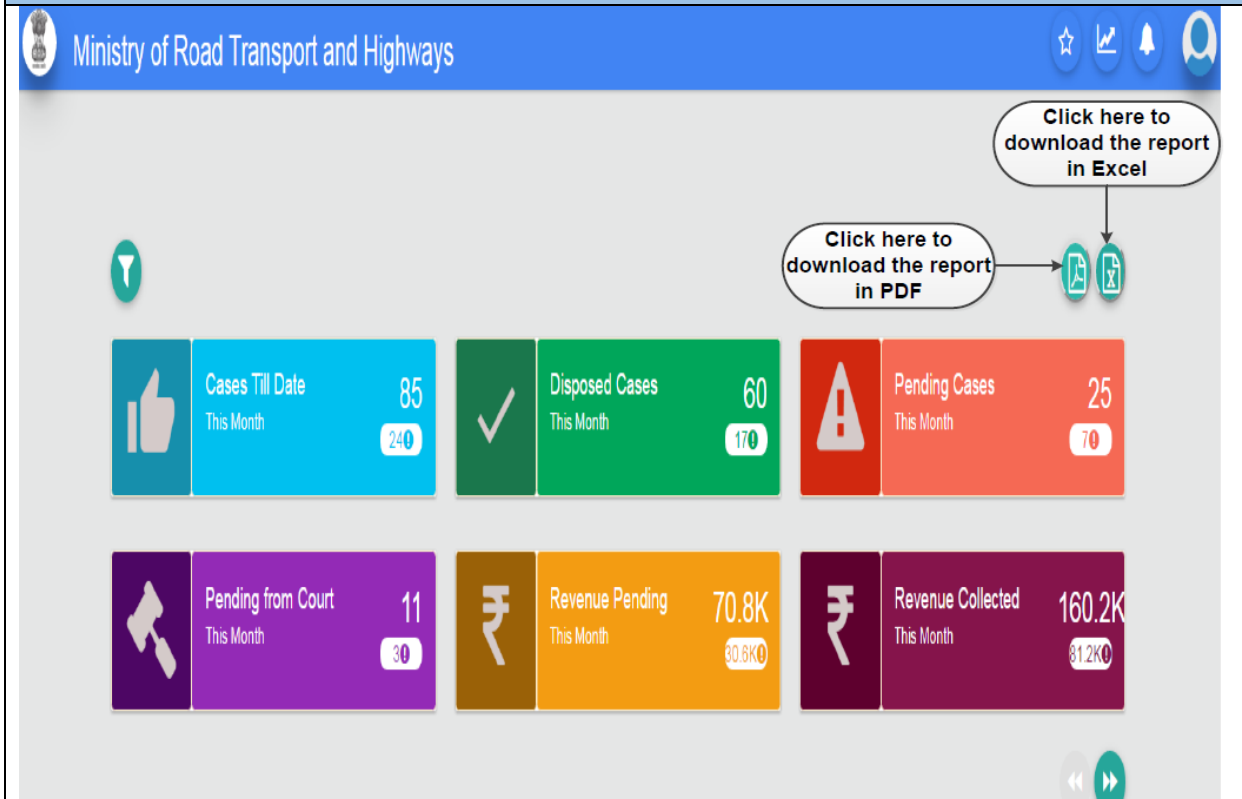 Ministry of Road Transport and Highways
Click here to
download the report
in Excel
Click here to
download the report
in PDF
Cases Till Date 85
This Month 24
Disposed Cases 60
This Month 17
Pending Cases 25
This Month 7
Pending from Court 11
This Month 3
Revenue Pending 70.8K
This Month 30.6K
Revenue Collected 160.2K
This Month 81.2K